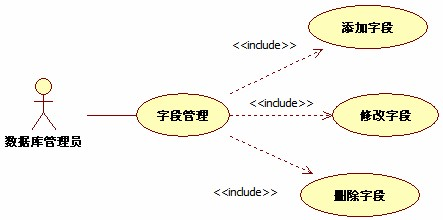 添加字段
<<include>>
<<include>>
数据库管理员
字段管理
修改字段
<<include>>
删除字段